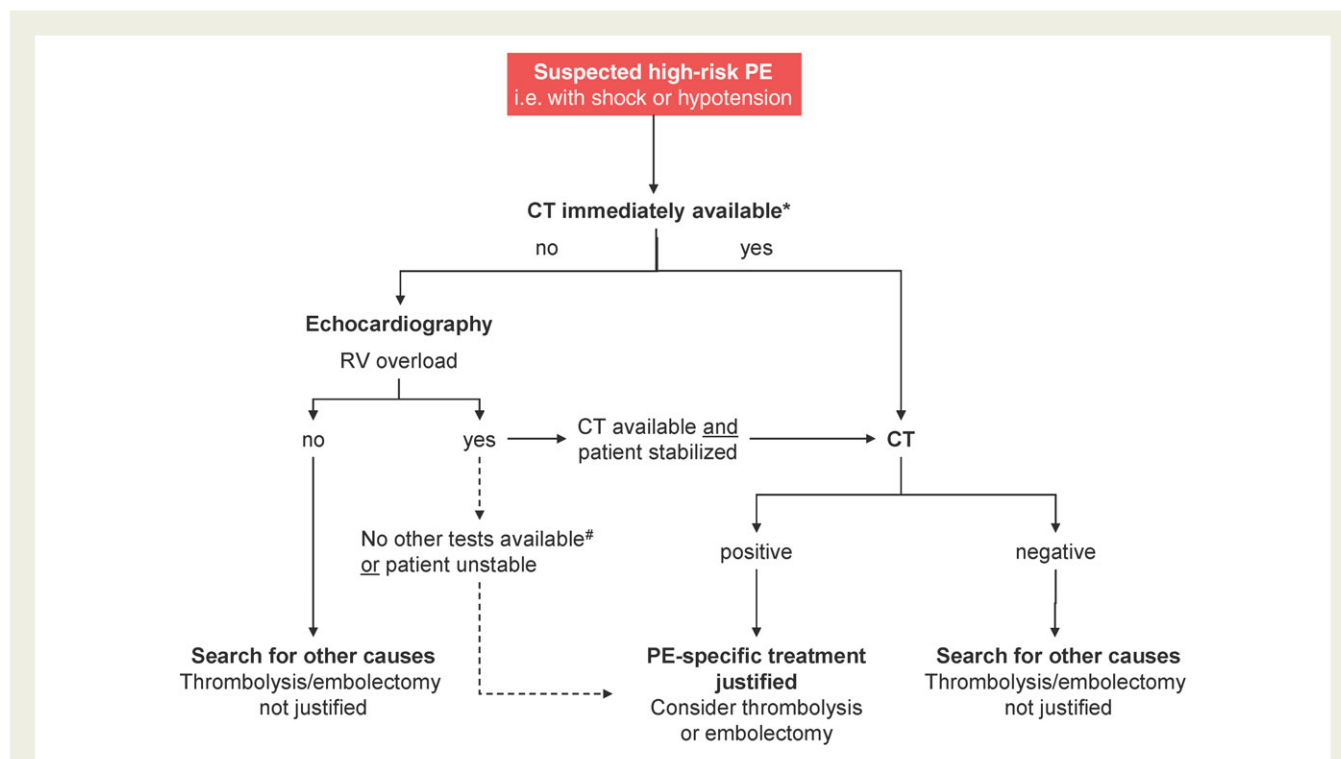 Suspected high-risk PE
i.e. with shock or hypotension
CT immediately available*
no
yes
Echocardiography
RV overload
no
yes
CT available and
patient stabilized
CT
No other tests available#
or patient unstable
positive
negative
Search for other causes
Thrombolysis/embolectomy
not justified
PE-specific treatment
justified
Consider thrombolysis
or embolectomy
Search for other causes
Thrombolysis/embolectomy
not justified